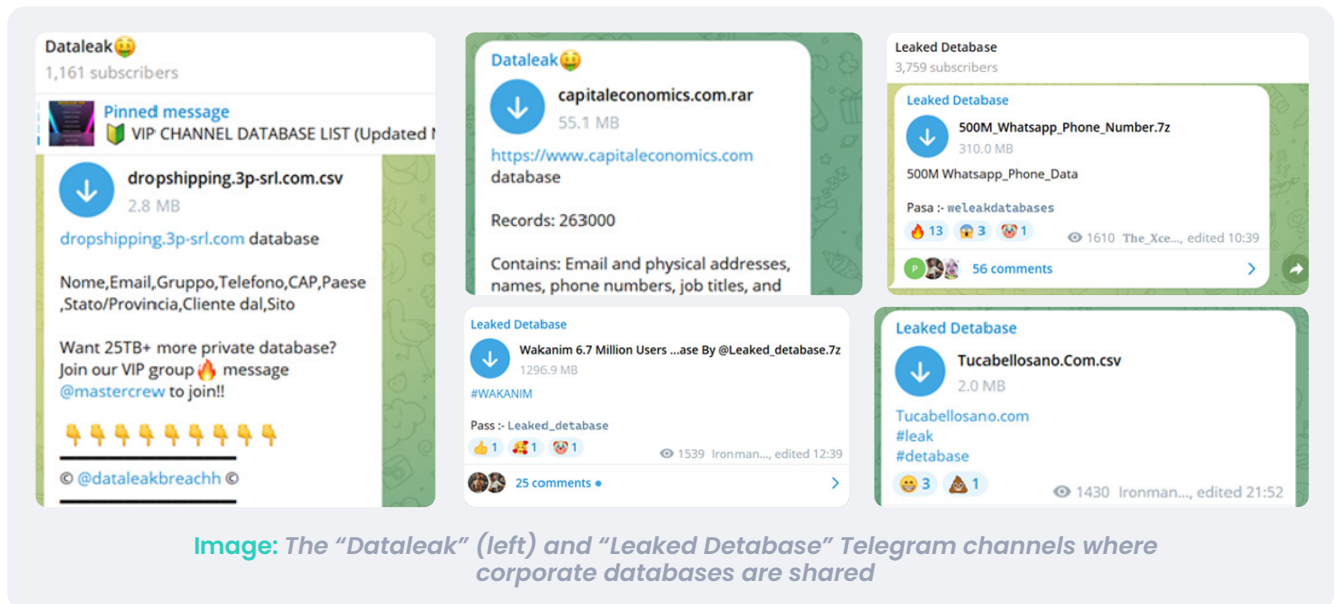 Dataleak🤑
1,161 subscribers
Pinned message
🔰 VIP CHANNEL DATABASE LIST (Updated
dropshipping.3p-srl.com.csv
2.8 MB
dropshipping.3p-srl.com database
Nome,Email,Gruppo,Telefono,CAP,Paese
,Stato/Provincia,Cliente dal,Sito
Want 25TB+ more private database?
Join our VIP group🔥 message
@mastercrew to join!!
👇👇👇👇👇👇👇👇👇
© @dataleakbreachh ©
Dataleak🤑
capitaleconomics.com.rar
55.1 MB
https://www.capitaleconomics.com
database
Records: 263000
Contains: Email and physical addresses,
names, phone numbers, job titles, and
Leaked Detabase
3,759 subscribers
Leaked Detabase
500M_Whatsapp_Phone_Number.7z
310.0 MB
500M Whatsapp_Phone_Data
Pasa :- weleakdatabases
🔥 13 😱 3 🤡 1
1610 The_Xce..., edited 10:39
P
56 comments
Leaked Detabase
Wakanim 6.7 Million Users ...ase By @Leaked_detabase.7z
1296.9 MB
#WAKANIM
Pass :- Leaked_detabase
👍 1 🥰 1 🤡 1
1539 Ironman..., edited 12:39
25 comments
Leaked Detabase
Tucabellosano.Com.csv
2.0 MB
Tucabellosano.com
#leak
#detabase
😁 3 💩 1
1430 Ironman..., edited 21:52
Image: The “Dataleak” (left) and “Leaked Detabase” Telegram channels where
corporate databases are shared